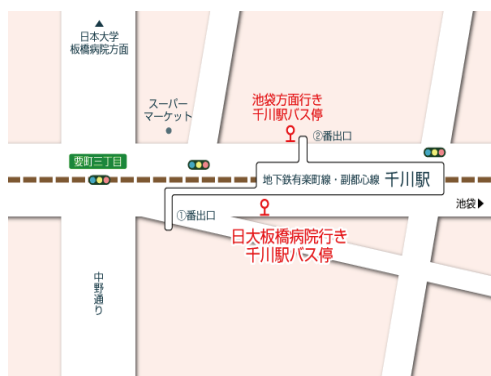 ▲
日本大学
板橋病院方面
スーパー
マーケット
池袋方面行き
千川駅バス停
②番出口
要町三丁目
地下鉄有楽町線・副都心線 千川駅
池袋▶
①番出口
日大板橋病院行き
千川駅バス停
中野通り